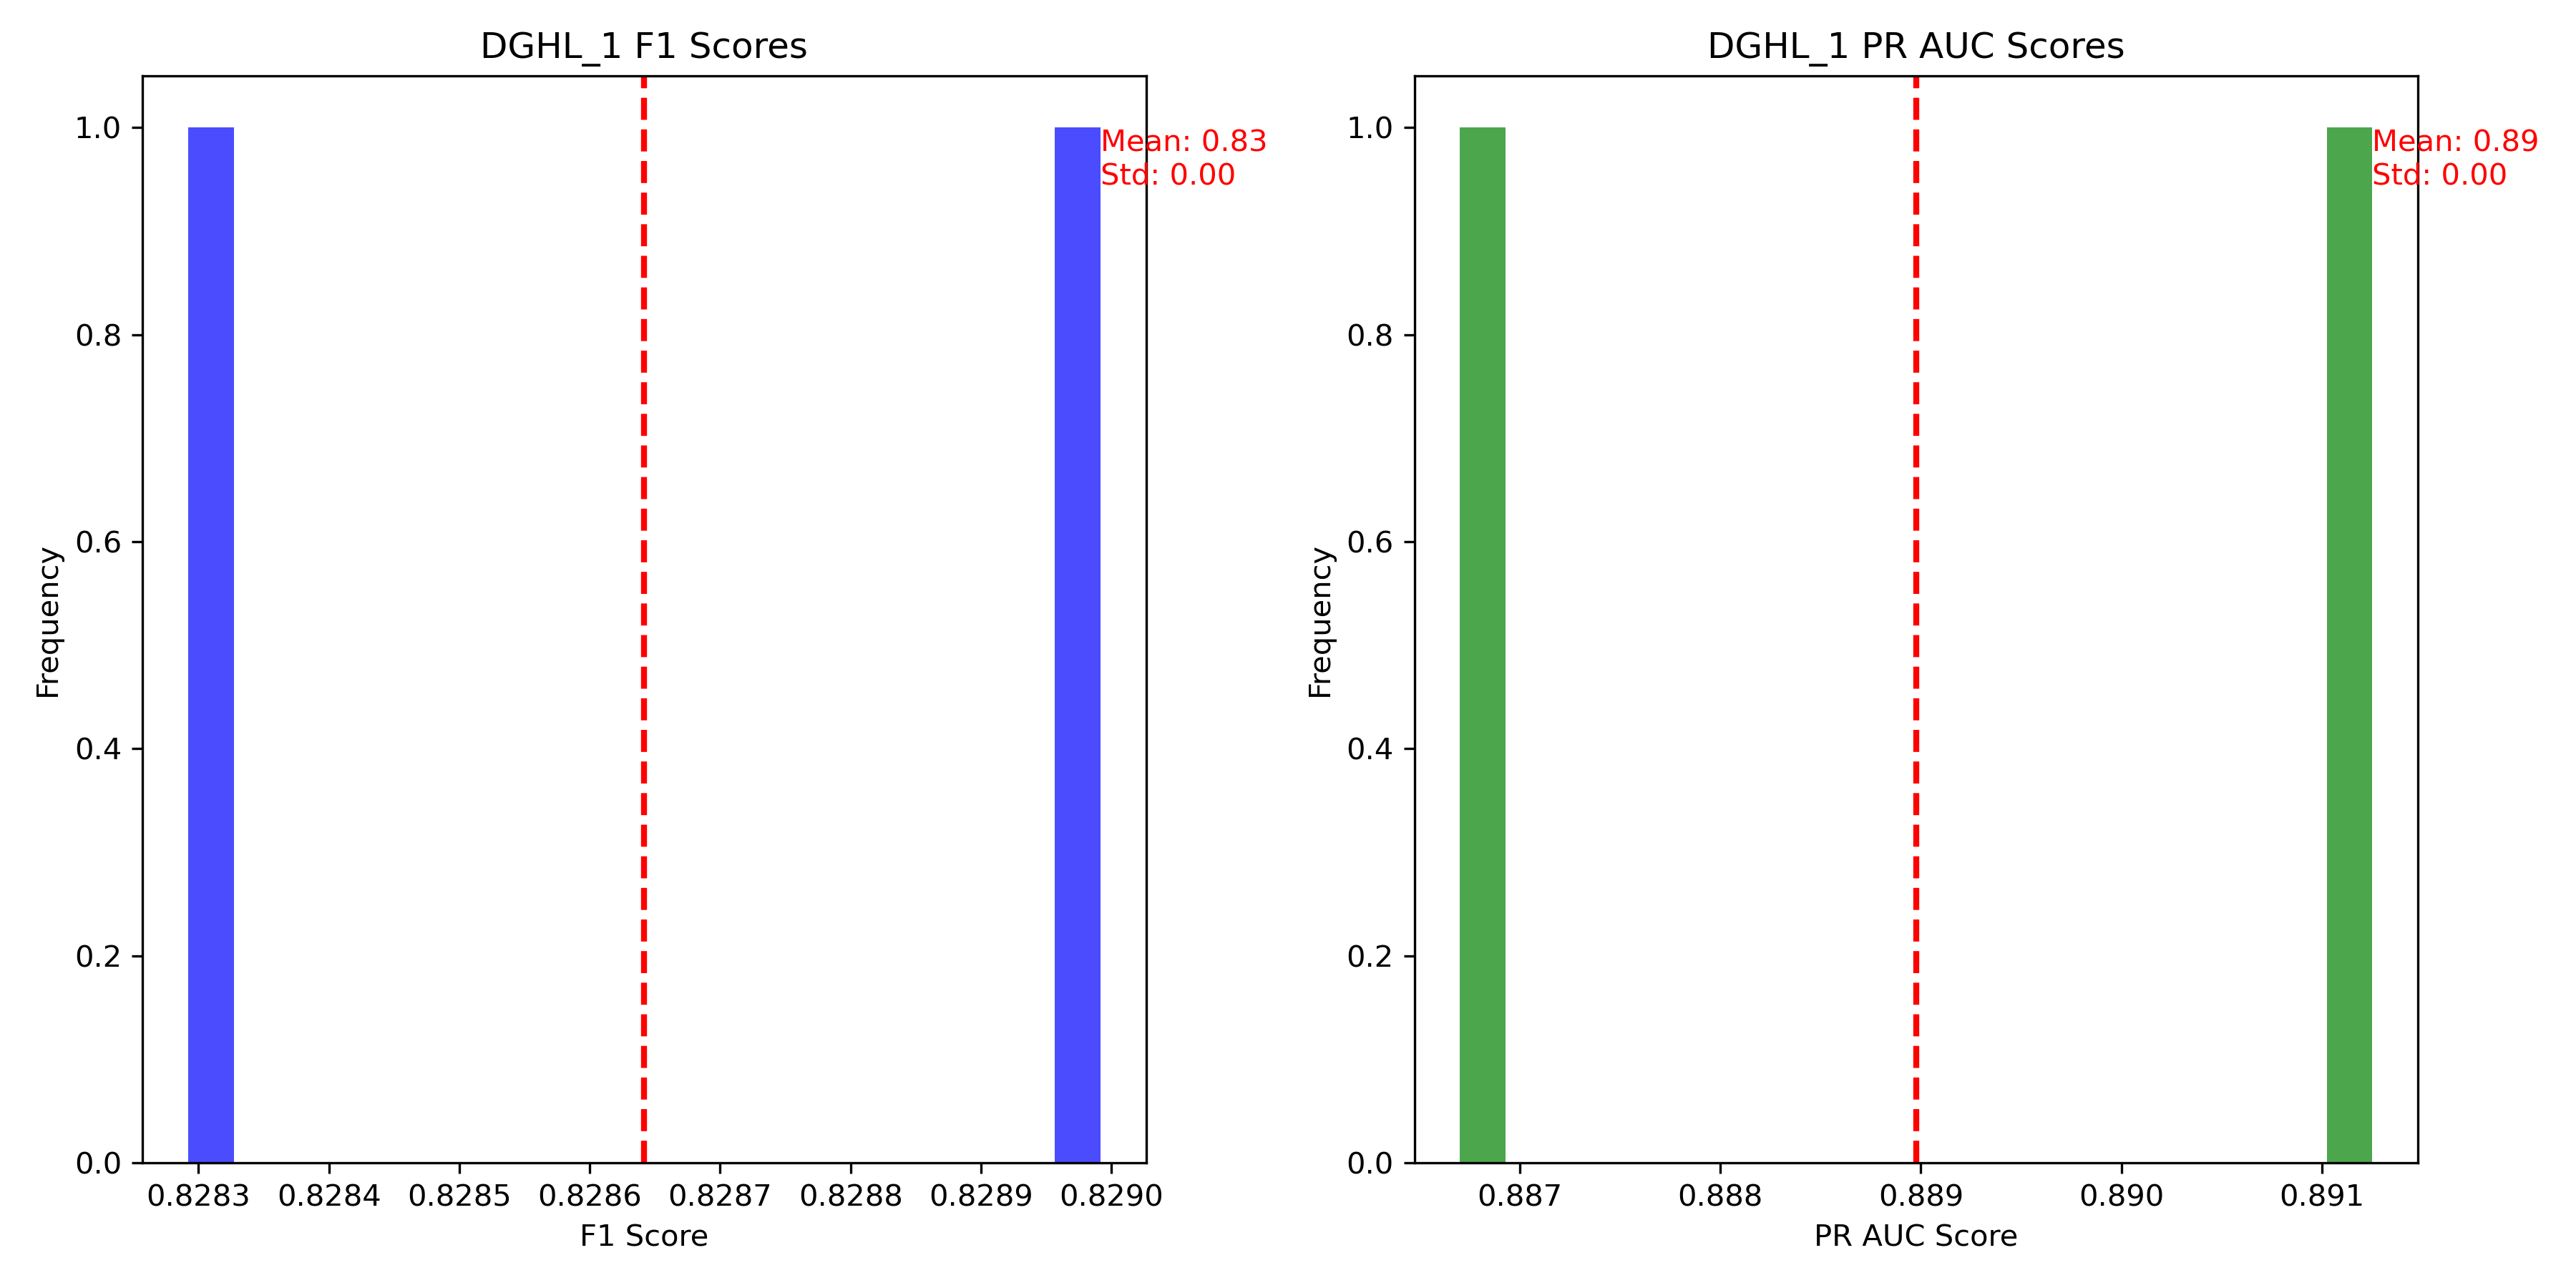 DGHL_1 F1 Scores
1.0
0.8
0.6
0.4
0.2
0.0
Frequency
Mean: 0.83
Std: 0.00
0.8283 0.8284 0.8285 0.8286 0.8287 0.8288 0.8289 0.8290
F1 Score
DGHL_1 PR AUC Scores
1.0
0.8
0.6
0.4
0.2
0.0
Frequency
Mean: 0.89
Std: 0.00
0.887 0.888 0.889 0.890 0.891
PR AUC Score